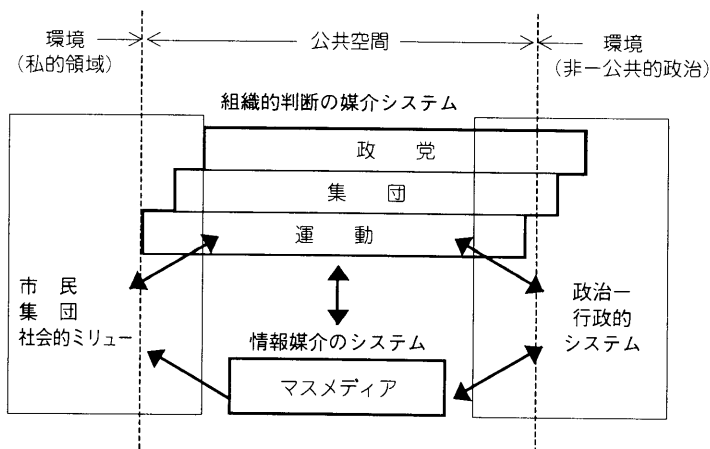 環境
公共空間
環境
(私的領域)
(非ー公共的政治)
組織的判断の媒介システム
政 党
集 団
運 動
市 民
集 団
社会的ミリュー
政治ー
行政的
システム
情報媒介のシステム
マスメディア